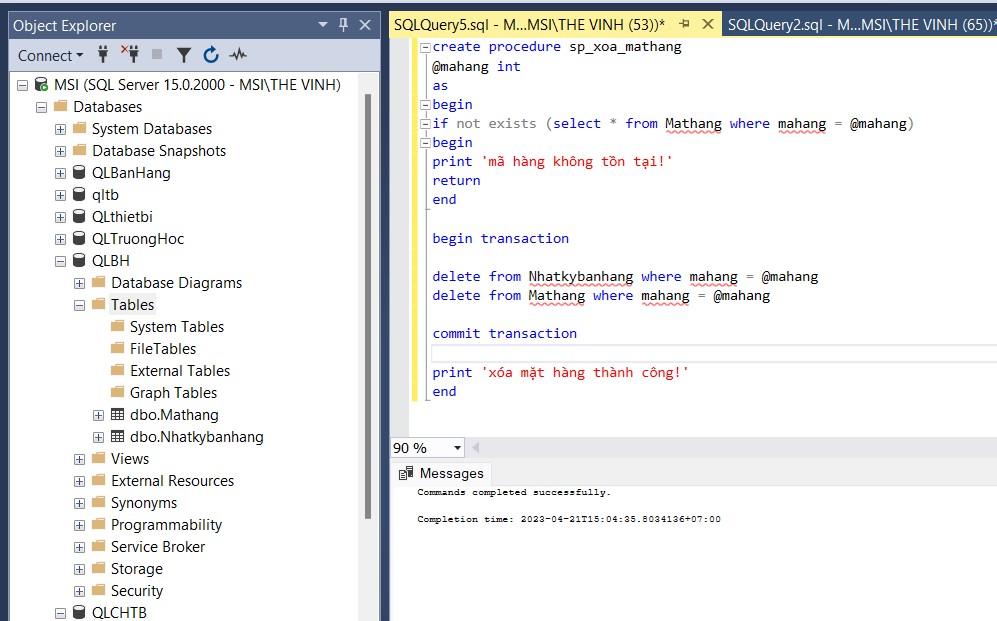 Object Explorer
Connect
MSI (SQL Server 15.0.2000 - MSI\THE VINH)
Databases
System Databases
Database Snapshots
QLBanHang
qltb
QLthietbi
QLTruongHoc
QLBH
Database Diagrams
Tables
System Tables
FileTables
External Tables
Graph Tables
dbo.Mathang
dbo.Nhatkybanhang
Views
External Resources
Synonyms
Programmability
Service Broker
Storage
Security
QLCHTB
SQLQuery5.sql - M...MSI\THE VINH (53))*
SQLQuery2.sql - M...MSI\THE VINH (65))*
create procedure sp_xoa_mathang
@mahang int
as
begin
if not exists (select * from Mathang where mahang = @mahang)
begin
print 'mã hàng không tồn tại!'
return
end
begin transaction
delete from Nhatkybanhang where mahang = @mahang
delete from Mathang where mahang = @mahang
commit transaction
print 'xóa mặt hàng thành công!'
end
90 %
Messages
Commands completed successfully.
Completion time: 2023-04-21T15:04:35.8034136+07:00